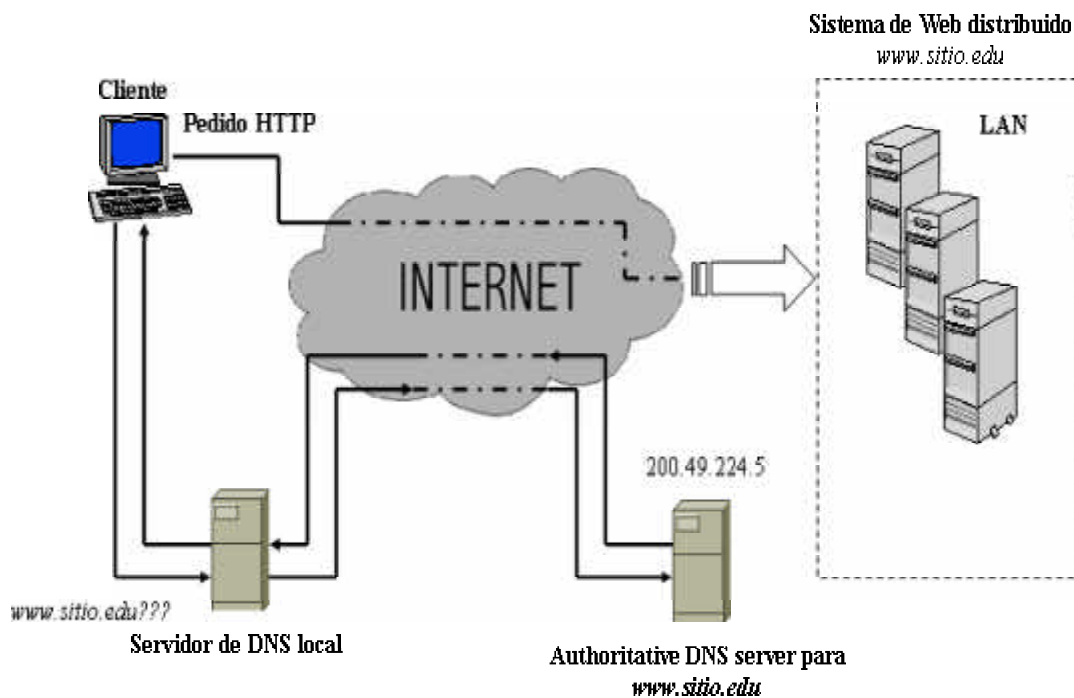 Sistema de Web distribuido
www.sitio.edu
Cliente
Pedido HTTP
LAN
INTERNET
200.49.224.5
www.sitio.edu???
Servidor de DNS local
Authoritative DNS server para
www.sitio.edu